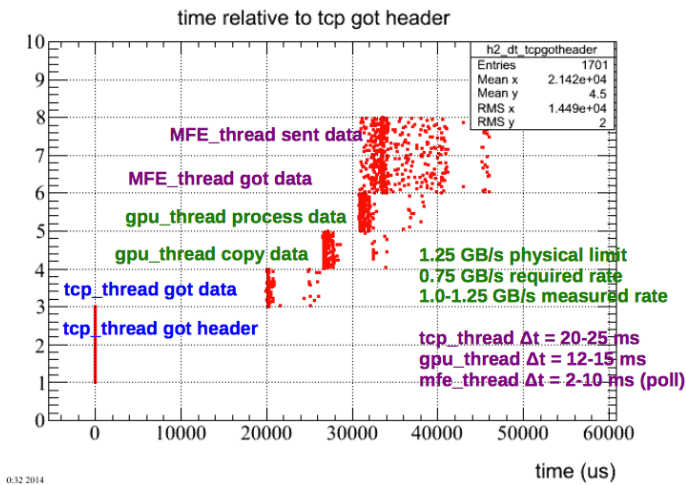 time relative to tcp got header
h2_dt_tcpgotheader
Entries 1701
Mean x 2.142e+04
Mean y 4.5
RMS x 1.449e+04
RMS y 2
10
9
8
7
6
5
4
3
2
1
0
MFE_thread sent data
MFE_thread got data
gpu_thread process data
gpu_thread copy data
tcp_thread got data
tcp_thread got header
1.25 GB/s physical limit
0.75 GB/s required rate
1.0-1.25 GB/s measured rate
tcp_thread Δt = 20-25 ms
gpu_thread Δt = 12-15 ms
mfe_thread Δt = 2-10 ms (poll)
0 10000 20000 30000 40000 50000 60000
time (us)
0:32 2014